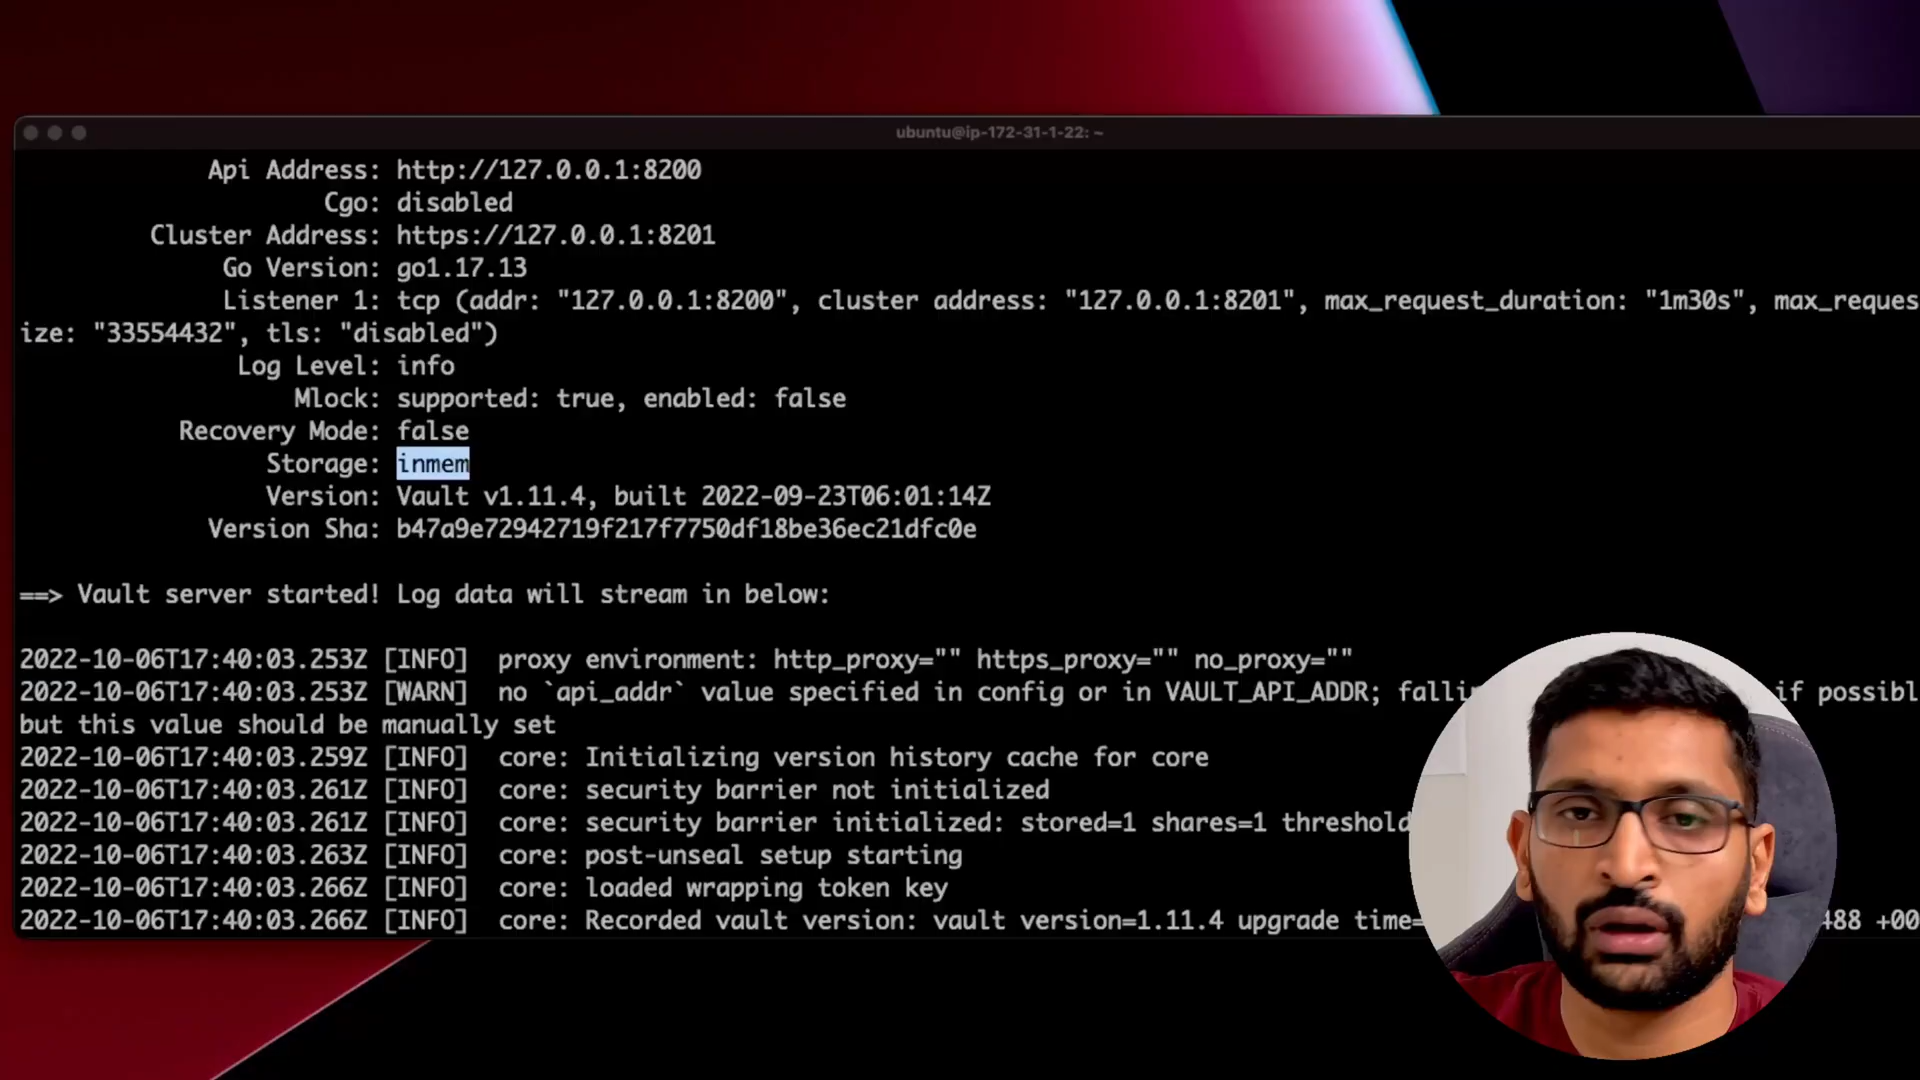 ubuntu@ip-172-31-1-22: ~
Api Address: http://127.0.0.1:8200
Cgo: disabled
Cluster Address: https://127.0.0.1:8201
Go Version: go1.17.13
Listener 1: tcp (addr: "127.0.0.1:8200", cluster address: "127.0.0.1:8201", max_request_duration: "1m30s", max_reques
ize: "33554432", tls: "disabled")
Log Level: info
Mlock: supported: true, enabled: false
Recovery Mode: false
Storage: inmem
Version: Vault v1.11.4, built 2022-09-23T06:01:14Z
Version Sha: b47a9e72942719f217f7750df18be36ec21dfc0e
==> Vault server started! Log data will stream in below:
2022-10-06T17:40:03.253Z [INFO]  proxy environment: http_proxy="" https_proxy="" no_proxy=""
2022-10-06T17:40:03.253Z [WARN]  no `api_addr` value specified in config or in VAULT_API_ADDR; falli if possibl
but this value should be manually set
2022-10-06T17:40:03.259Z [INFO]  core: Initializing version history cache for core
2022-10-06T17:40:03.261Z [INFO]  core: security barrier not initialized
2022-10-06T17:40:03.261Z [INFO]  core: security barrier initialized: stored=1 shares=1 threshold
2022-10-06T17:40:03.263Z [INFO]  core: post-unseal setup starting
2022-10-06T17:40:03.266Z [INFO]  core: loaded wrapping token key
2022-10-06T17:40:03.266Z [INFO]  core: Recorded vault version: vault version=1.11.4 upgrade time= 488 +00